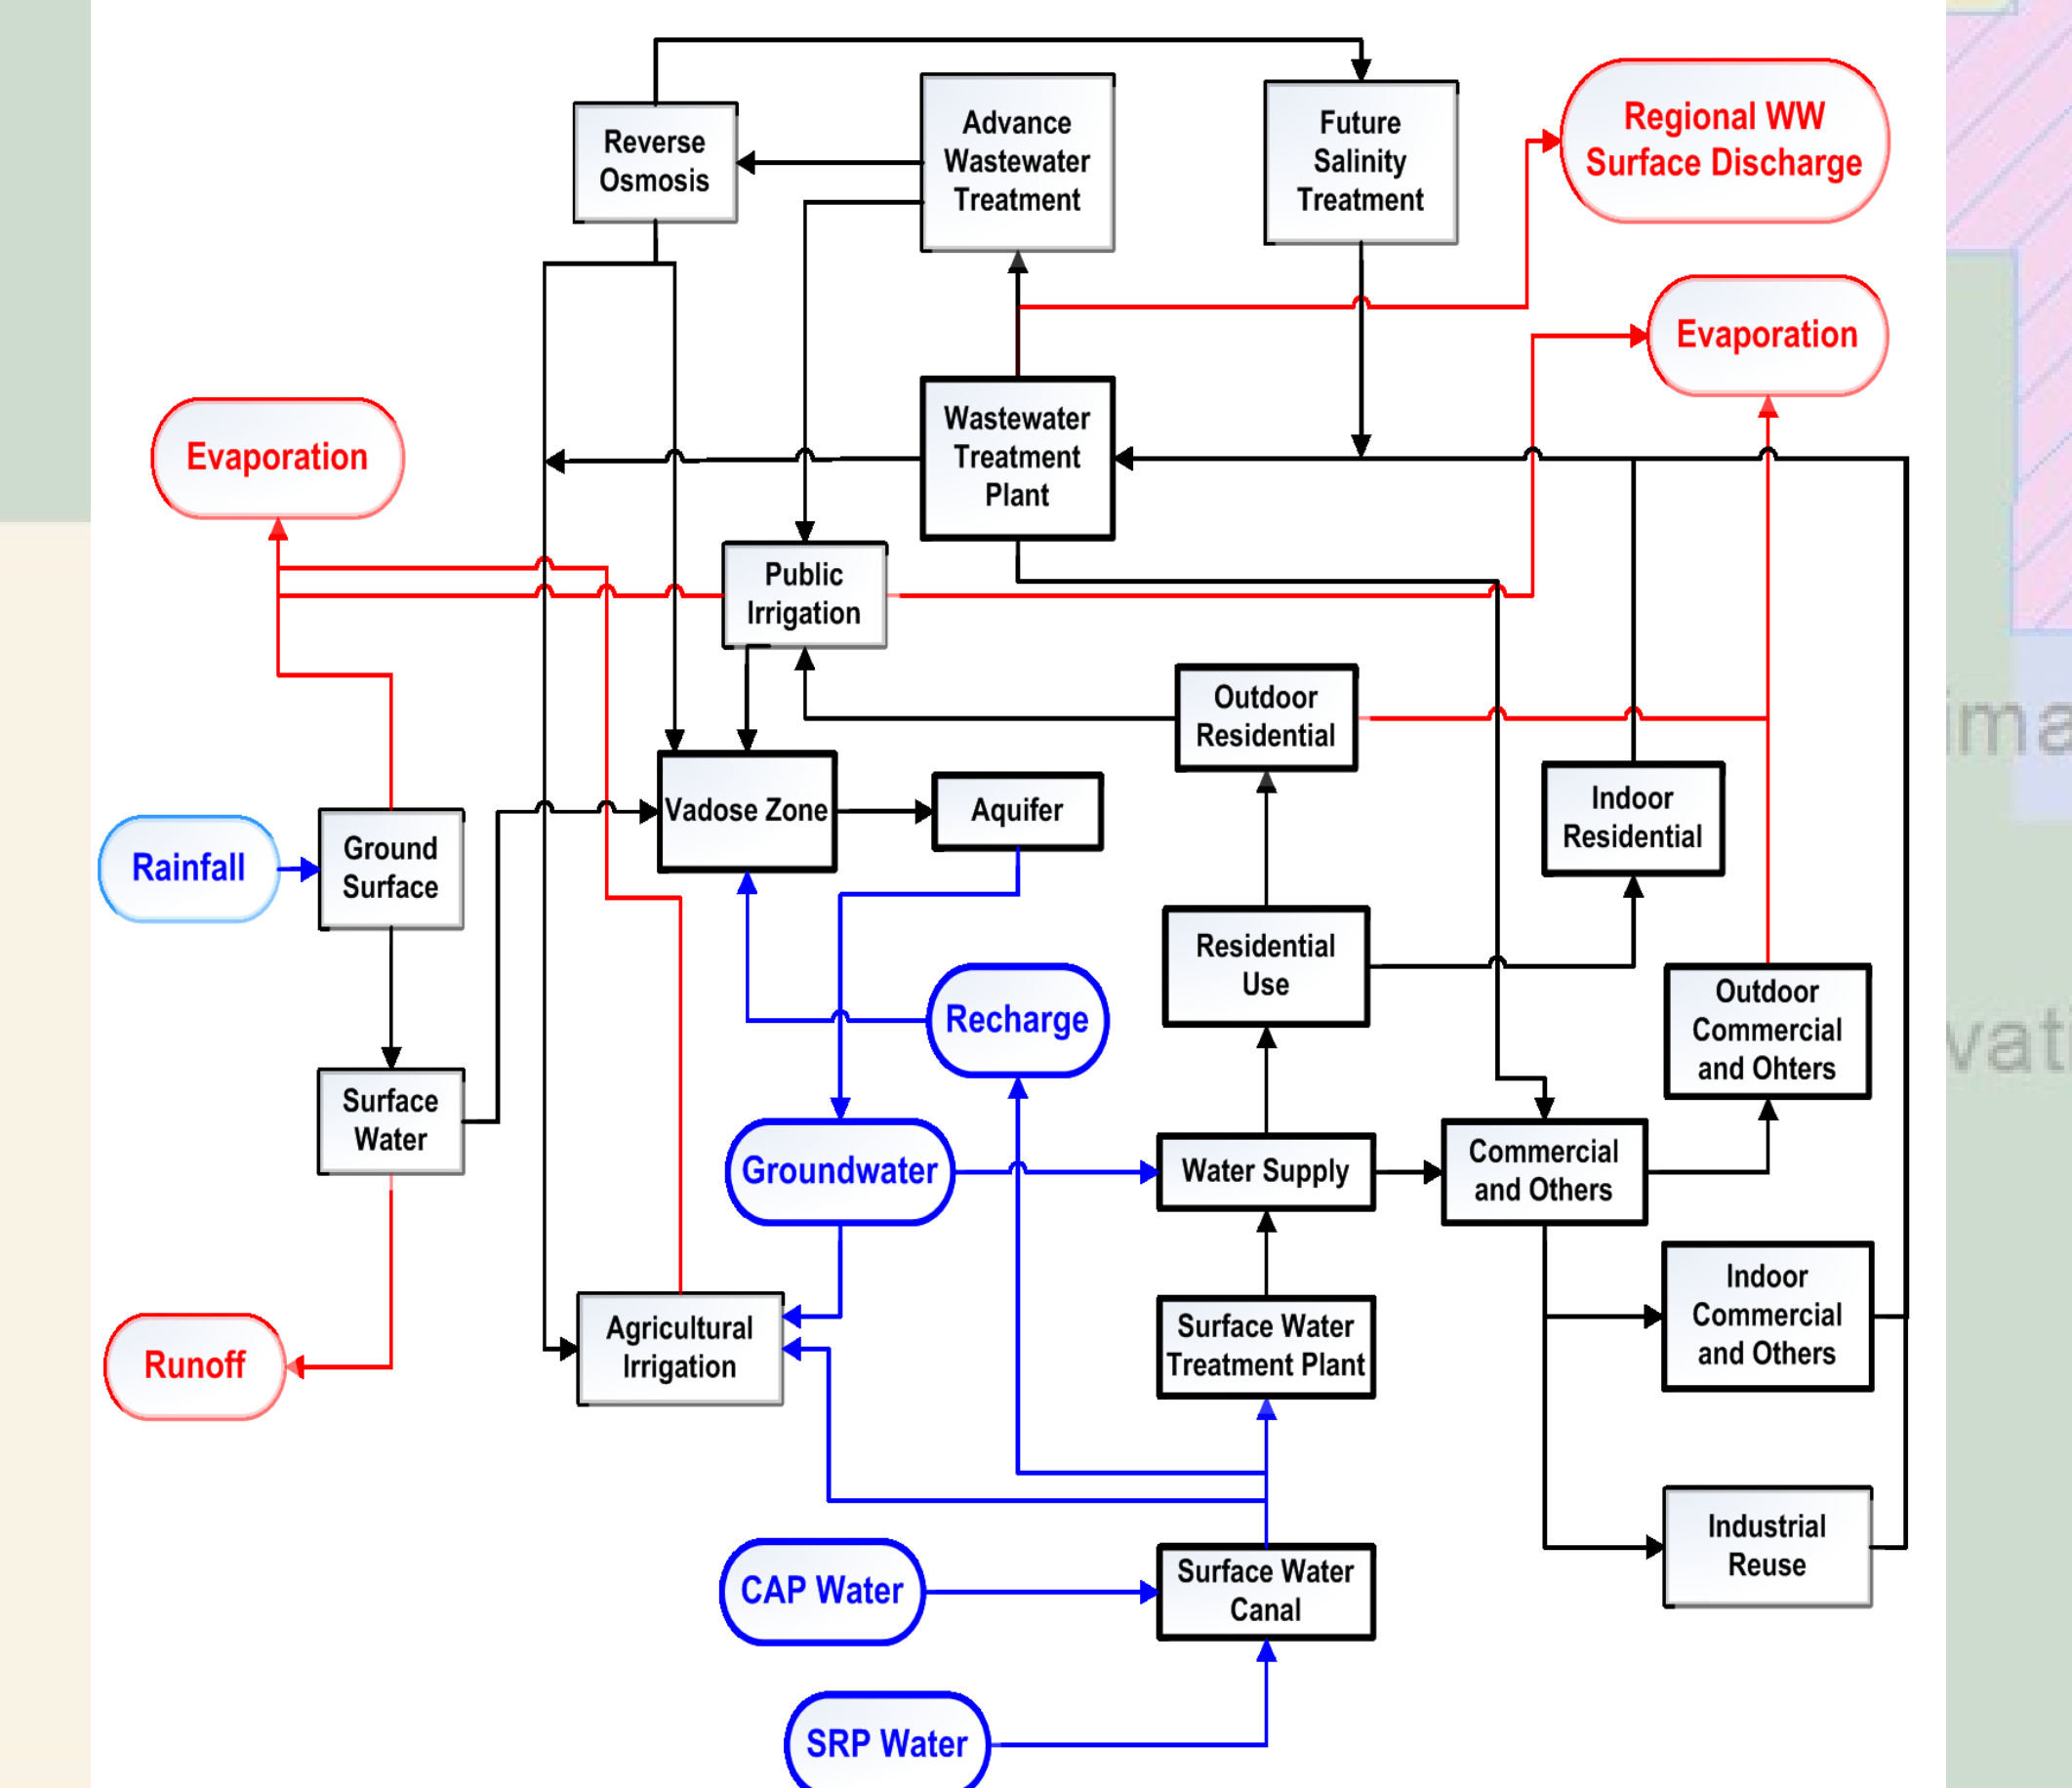 Reverse
Osmosis
Advance
Wastewater
Treatment
Future
Salinity
Treatment
Regional WW
Surface Discharge
Evaporation
Wastewater
Treatment
Plant
Evaporation
Public
Irrigation
Outdoor
Residential
Vadose Zone
Aquifer
Indoor
Residential
Rainfall
Ground
Surface
Residential
Use
Recharge
Outdoor
Commercial
and Ohters
Surface
Water
Groundwater
Water Supply
Commercial
and Others
Runoff
Agricultural
Irrigation
Surface Water
Treatment Plant
Indoor
Commercial
and Others
CAP Water
Surface Water
Canal
Industrial
Reuse
SRP Water